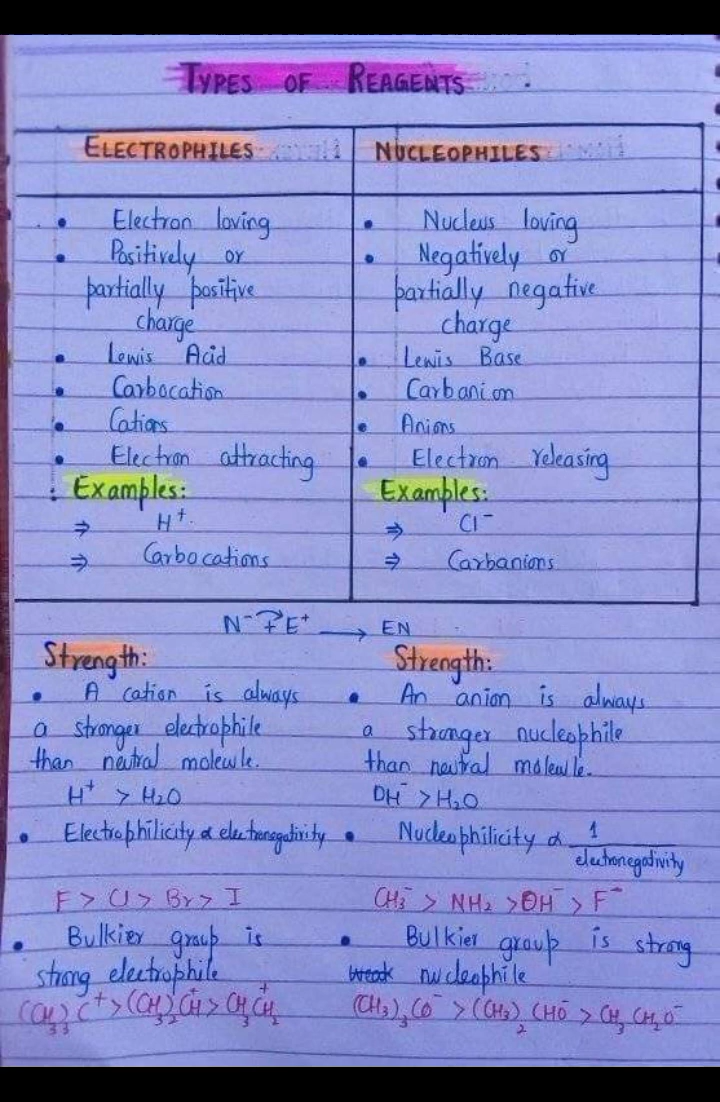 TYPES OF REAGENTS
ELECTROPHILES
• Electron loving
• Positively or
partially positive
charge
• Lewis Acid
• Carbocation
• Cations
• Electron attracting
: Examples:
⇒ H⁺
⇒ Carbocations
NUCLEOPHILES
• Nucleus loving
• Negatively or
partially negative
charge
• Lewis Base
• Carbanion
• Anions
• Electron releasing
Examples:
⇒ Cl⁻
⇒ Carbanions
N⁻ + E⁺ → EN
Strength:
• A cation is always
a stronger electrophile
than neutral molecule.
H⁺ > H₂O
• Electrophilicity α electronegativity
F > Cl > Br > I
• Bulkier group is
strong electrophile
(CH₃)₃C⁺ > (CH₃)₂C⁺H > CH₃C⁺H₂
Strength:
• An anion is always
a stronger nucleophile
than neutral molecule.
OH⁻ > H₂O
• Nucleophilicity α 1
electronegativity
CH₃⁻ > NH₂ > OH⁻ > F⁻
• Bulkier group is strong
weak nucleophile
(CH₃)₃CO⁻ > (CH₃)₂CHO⁻ > CH₃CH₂O⁻